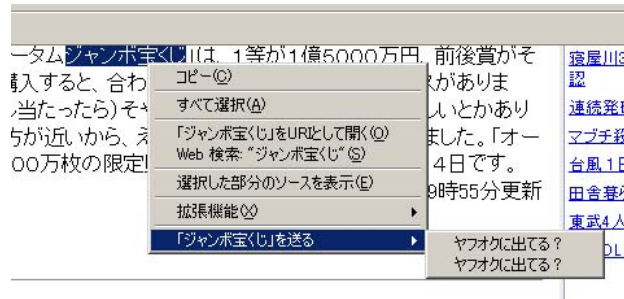 ータムジャンボ宝くじ」は、1等が1億5000万円、前後賞がそ
購入すると、合わ
がありま
当たったら)そ
しいとかあり
ちが近いから、
ました。「オー
00万枚の限定
4日です。
9時55分更新
コピー(C)
すべて選択(A)
「ジャンボ宝くじ」をURIとして開く(O)
Web 検索: "ジャンボ宝くじ"(S)
選択した部分のソースを表示(E)
拡張機能(X)
「ジャンボ宝くじ」を送る
ヤフオクに出てる?
ヤフオクに出てる?
寝屋川3
認
連続発
マブチ殺
台風1
田舎暮
東武4人
OL